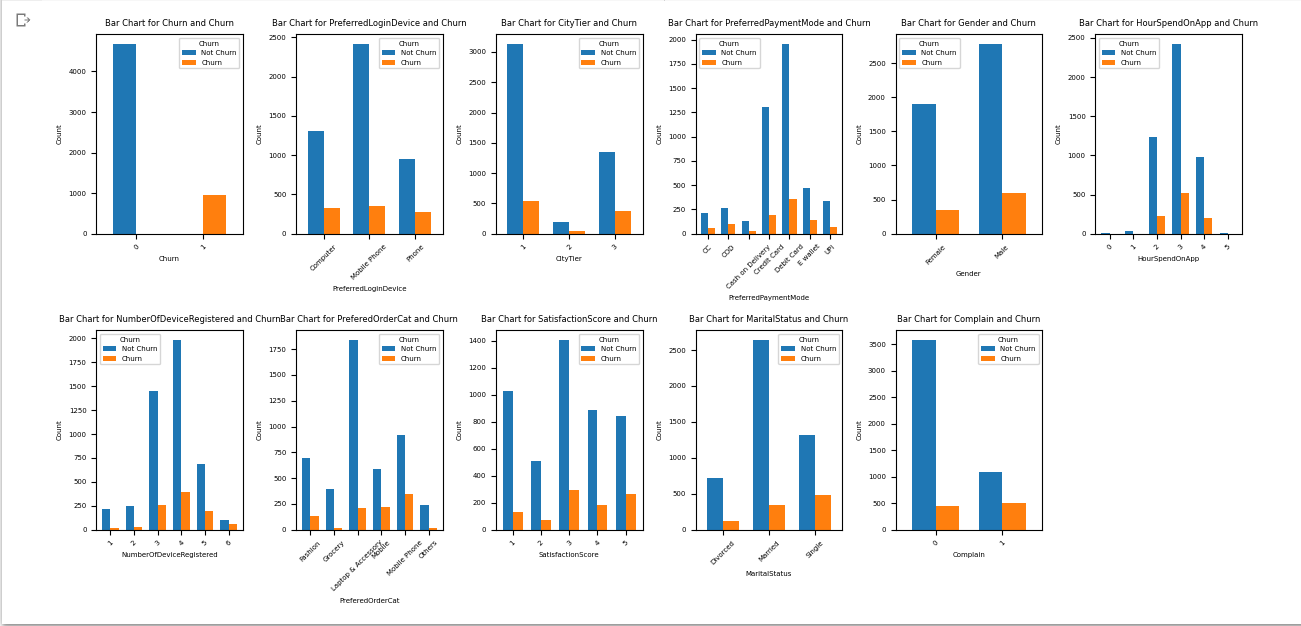 Bar Chart for Churn and Churn
Churn
Not Churn
Churn
4000
3000
2000
1000
0
Count
0
1
Churn
Bar Chart for PreferredLoginDevice and Churn
Churn
Not Churn
Churn
2500
2000
1500
1000
500
0
Count
Computer
Mobile Phone
Phone
PreferredLoginDevice
Bar Chart for CityTier and Churn
Churn
Not Churn
Churn
3000
2500
2000
1500
1000
500
0
Count
1
2
3
CityTier
Bar Chart for PreferredPaymentMode and Churn
Churn
Not Churn
Churn
2000
1750
1500
1250
1000
750
500
250
0
Count
CC
COD
Cash on Delivery
Credit Card
Debit Card
E wallet
UPI
PreferredPaymentMode
Bar Chart for Gender and Churn
Churn
Not Churn
Churn
2500
2000
1500
1000
500
0
Count
Female
Male
Gender
Bar Chart for HourSpendOnApp and Churn
Churn
Not Churn
Churn
2500
2000
1500
1000
500
0
Count
0
1
2
3
4
5
HourSpendOnApp
Bar Chart for NumberOfDeviceRegistered and Churn
Churn
Not Churn
Churn
2000
1750
1500
1250
1000
750
500
250
0
Count
1
2
3
4
5
6
NumberOfDeviceRegistered
Bar Chart for PreferedOrderCat and Churn
Churn
Not Churn
Churn
1750
1500
1250
1000
750
500
250
0
Count
Fashion
Grocery
Laptop & Accessory
Mobile
Mobile Phone
Others
PreferedOrderCat
Bar Chart for SatisfactionScore and Churn
Churn
Not Churn
Churn
1400
1200
1000
800
600
400
200
0
Count
1
2
3
4
5
SatisfactionScore
Bar Chart for MaritalStatus and Churn
Churn
Not Churn
Churn
2500
2000
1500
1000
500
0
Count
Divorced
Married
Single
MaritalStatus
Bar Chart for Complain and Churn
Churn
Not Churn
Churn
3500
3000
2500
2000
1500
1000
500
0
Count
0
1
Complain